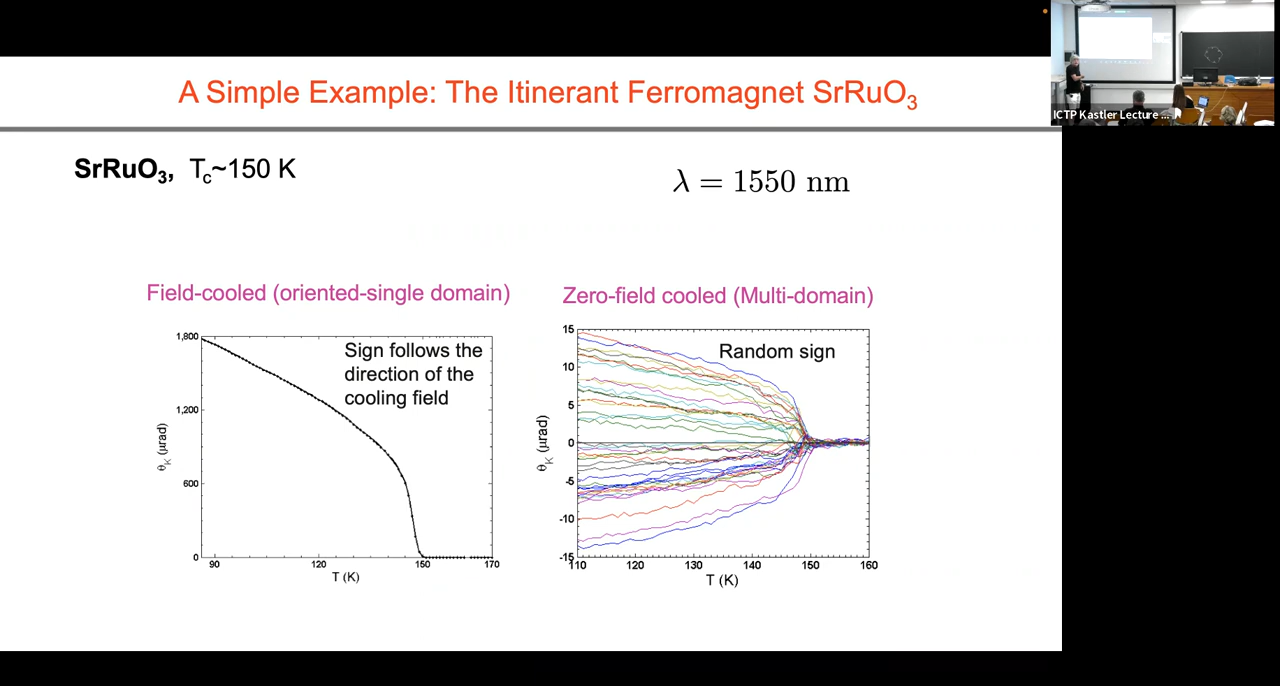 A Simple Example: The Itinerant Ferromagnet SrRuO3
ICTP Kastler Lecture ...
SrRuO3, Tc~150 K
λ = 1550 nm
Field-cooled (oriented-single domain)
Zero-field cooled (Multi-domain)
Sign follows the
direction of the
cooling field
1,800
1,200
600
0
θK (µrad)
90
120
150
170
T (K)
Random sign
15
10
5
0
-5
-10
-15
θK (µrad)
110
120
130
140
150
160
T (K)